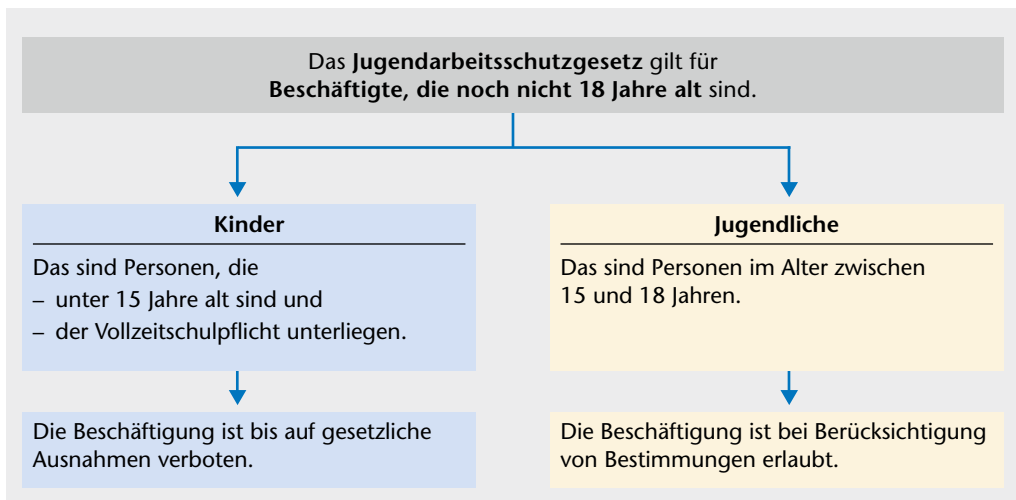 Das Jugendarbeitsschutzgesetz gilt für
Beschäftigte, die noch nicht 18 Jahre alt sind.
Kinder
Das sind Personen, die
– unter 15 Jahre alt sind und
– der Vollzeitschulpflicht unterliegen.
Die Beschäftigung ist bis auf gesetzliche
Ausnahmen verboten.
Jugendliche
Das sind Personen im Alter zwischen
15 und 18 Jahren.
Die Beschäftigung ist bei Berücksichtigung
von Bestimmungen erlaubt.